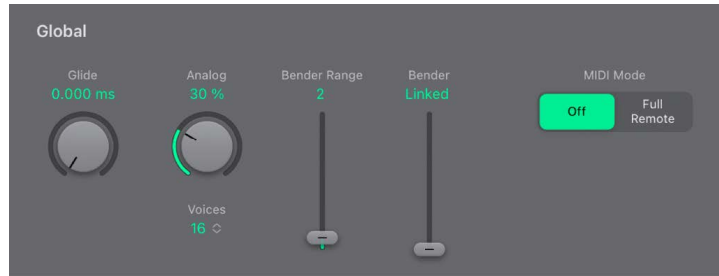 Global
Glide
0.000 ms
Analog
30 %
Voices
16
Bender Range
2
Bender
Linked
MIDI Mode
Off
Full
Remote